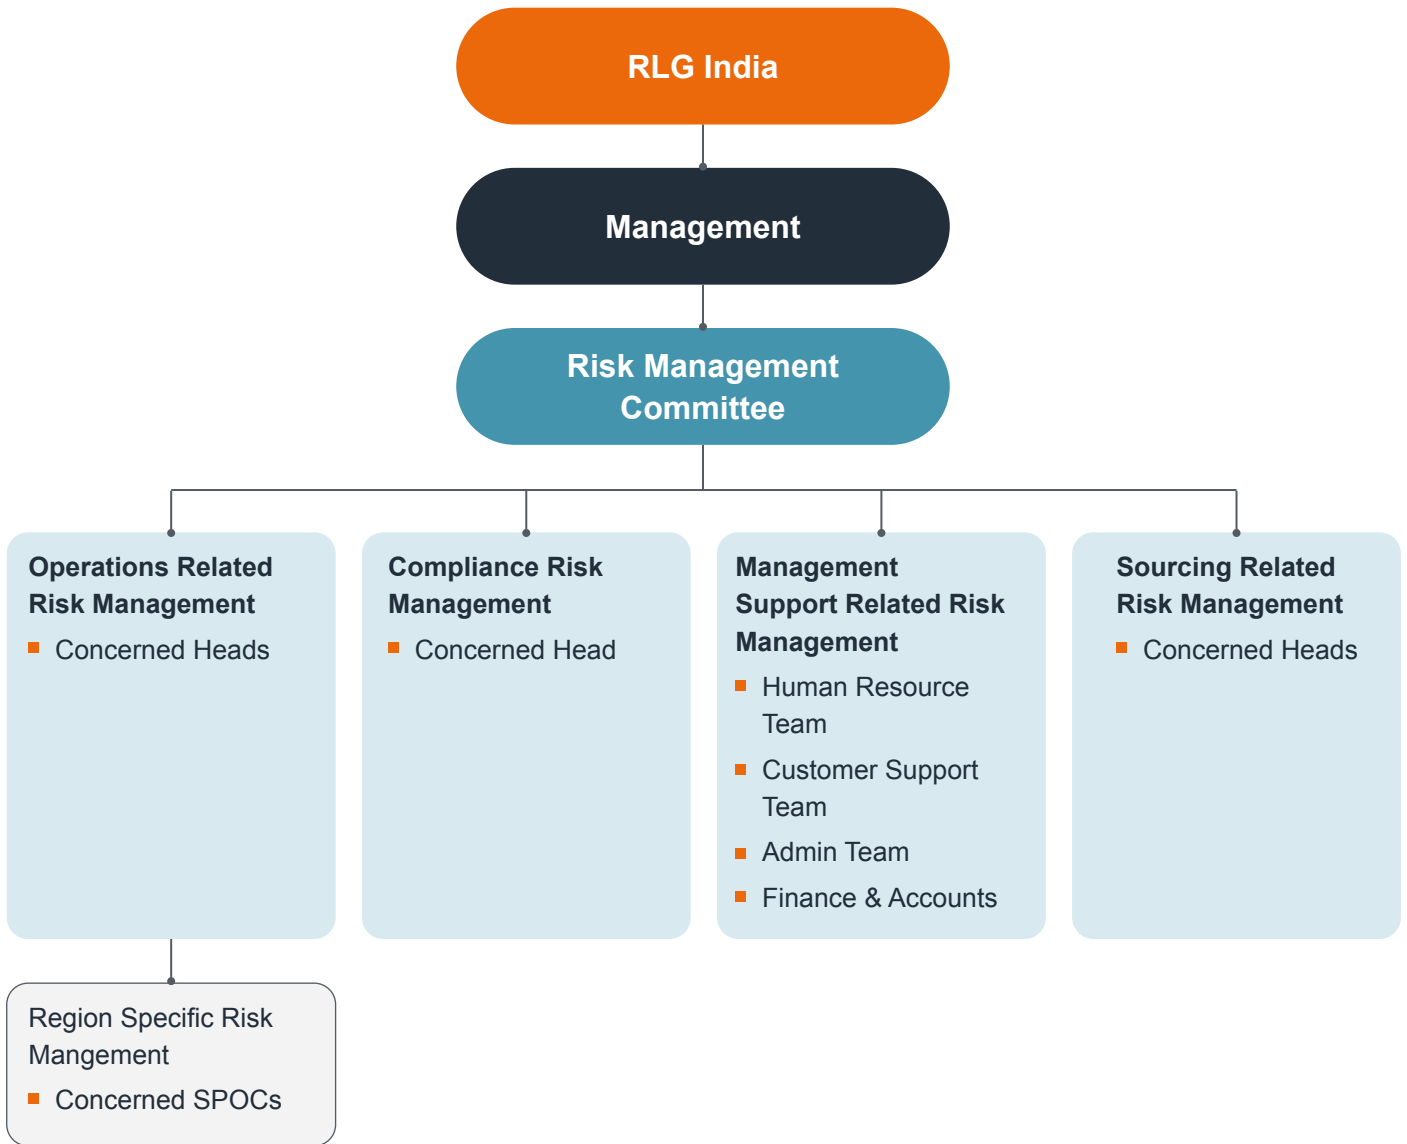 RLG India
Management
Risk Management
Committee
Operations Related
Risk Management
Concerned Heads
Compliance Risk
Management
Concerned Head
Management
Support Related Risk
Management
Human Resource
Team
Customer Support
Team
Admin Team
Finance & Accounts
Sourcing Related
Risk Management
Concerned Heads
Region Specific Risk
Mangement
Concerned SPOCs